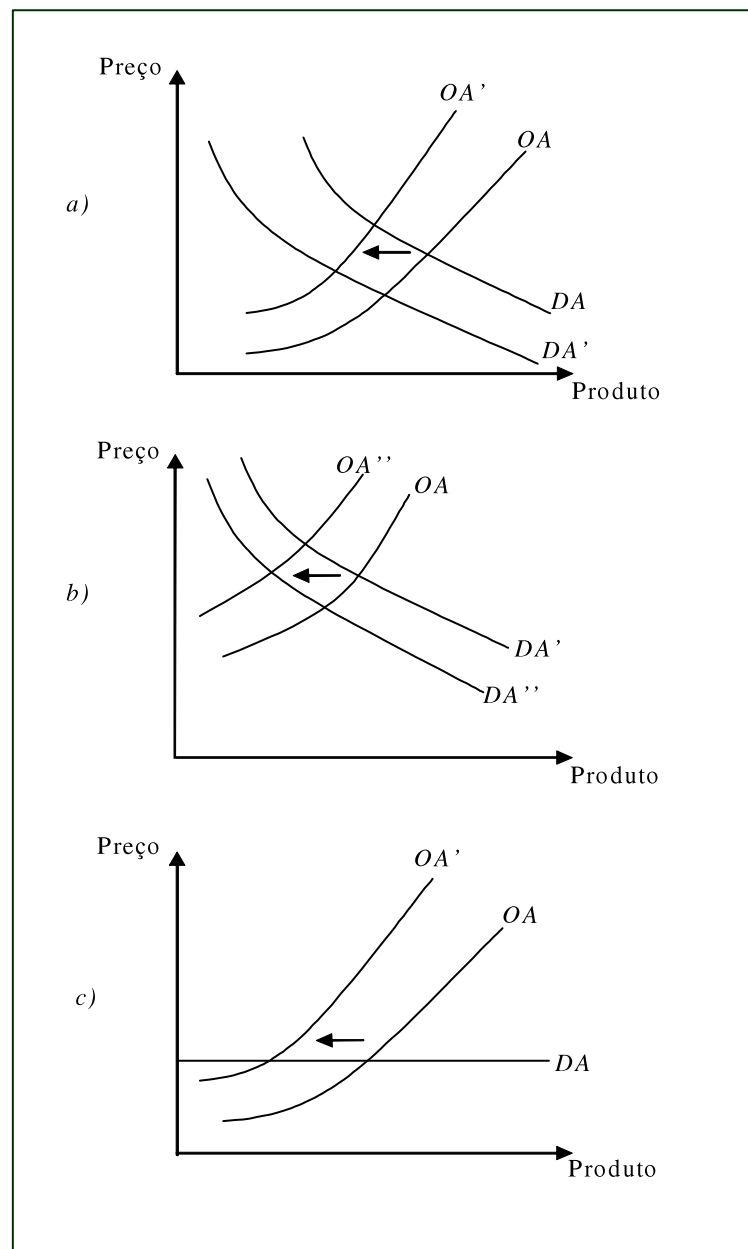 Preço
OA’
OA
a)
DA
DA’
Produto
Preço
OA’’
OA
b)
DA’
DA’’
Produto
Preço
OA’
OA
c)
DA
Produto